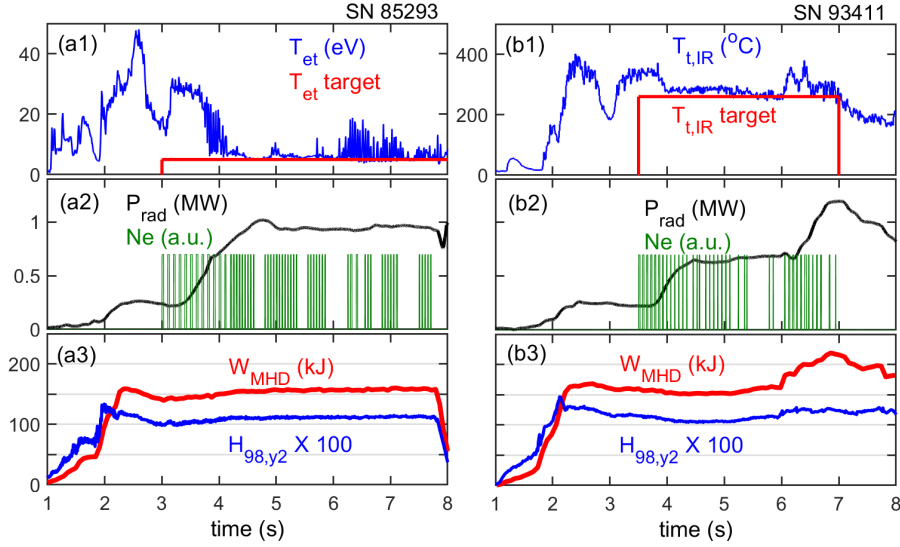 SN 85293
SN 93411
(a1)
T_et (eV)
T_et target
40
20
0
(b1)
T_t,IR (°C)
T_t,IR target
400
200
0
(a2)
P_rad (MW)
Ne (a.u.)
1
0.5
0
(b2)
P_rad (MW)
Ne (a.u.)
(a3)
W_MHD (kJ)
H_98,y2 X 100
200
150
100
50
0
(b3)
W_MHD (kJ)
H_98,y2 X 100
1 2 3 4 5 6 7 8
time (s)
1 2 3 4 5 6 7 8
time (s)